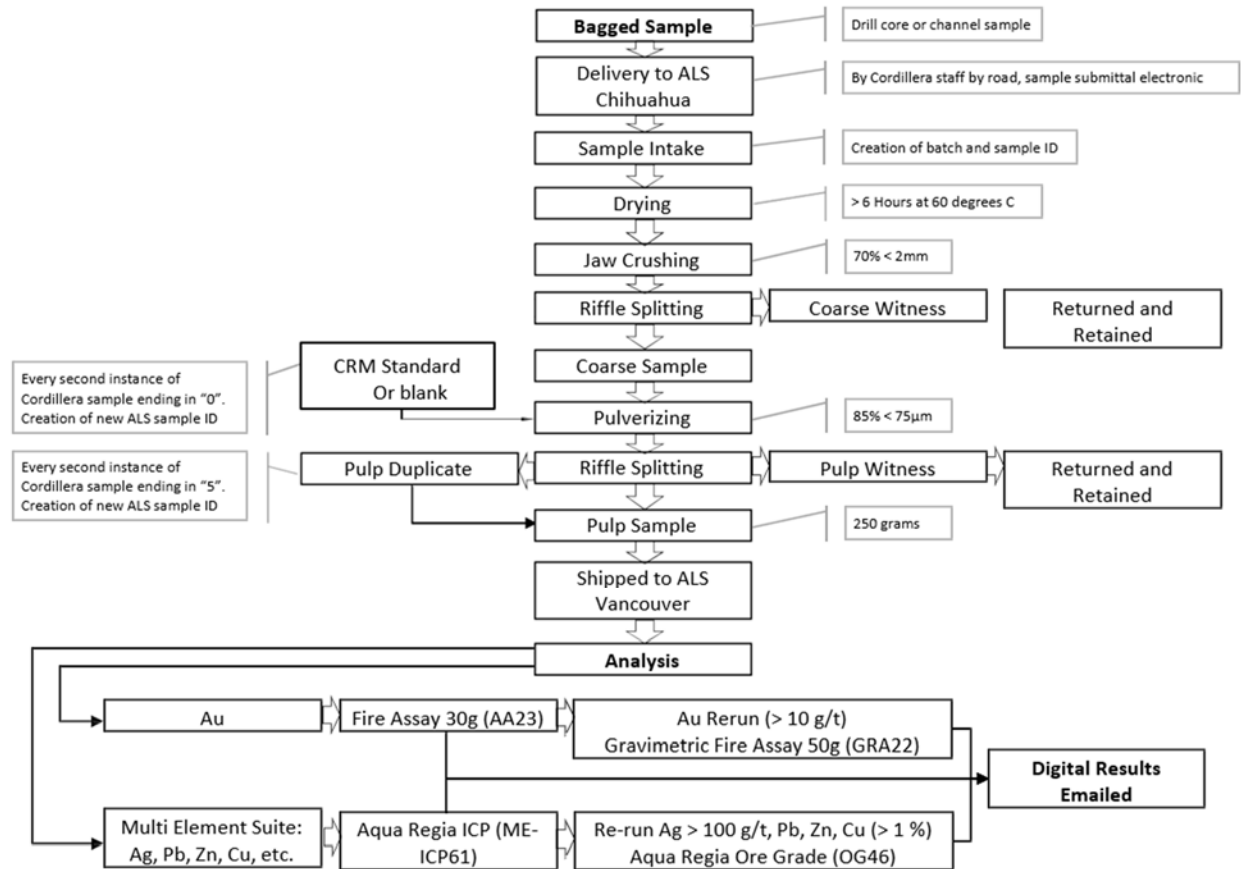 Bagged Sample
Drill core or channel sample
Delivery to ALS
Chihuahua
By Cordillera staff by road, sample submittal electronic
Sample Intake
Creation of batch and sample ID
Drying
> 6 Hours at 60 degrees C
Jaw Crushing
70% < 2mm
Riffle Splitting
Coarse Witness
Returned and
Retained
Every second instance of
Cordillera sample ending in "0".
Creation of new ALS sample ID
CRM Standard
Or blank
Coarse Sample
Pulverizing
85% < 75µm
Every second instance of
Cordillera sample ending in "5".
Creation of new ALS sample ID
Pulp Duplicate
Riffle Splitting
Pulp Witness
Returned and
Retained
Pulp Sample
250 grams
Shipped to ALS
Vancouver
Analysis
Au
Fire Assay 30g (AA23)
Au Rerun (> 10 g/t)
Gravimetric Fire Assay 50g (GRA22)
Digital Results
Emailed
Multi Element Suite:
Ag, Pb, Zn, Cu, etc.
Aqua Regia ICP (ME-
ICP61)
Re-run Ag > 100 g/t, Pb, Zn, Cu (> 1 %)
Aqua Regia Ore Grade (OG46)